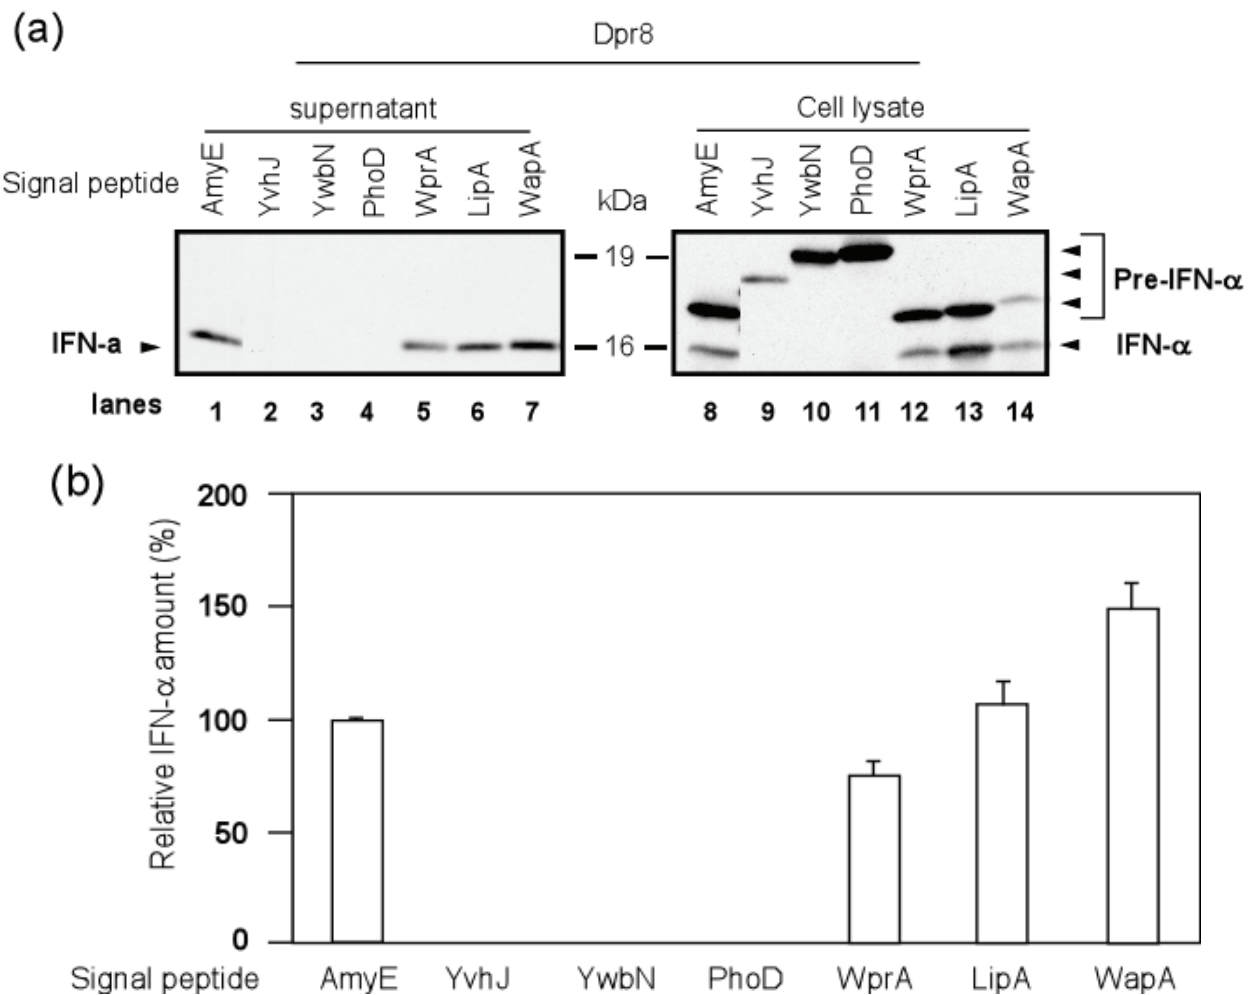 (a)
Dpr8
supernatant
Cell lysate
Signal peptide AmyE YvhJ YwbN PhoD WprA LipA WapA kDa AmyE YvhJ YwbN PhoD WprA LipA WapA
19
Pre-IFN-α
IFN-a 16 IFN-α
lanes 1 2 3 4 5 6 7 8 9 10 11 12 13 14
(b)
Relative IFN-α amount (%)
200
150
100
50
0
Signal peptide AmyE YvhJ YwbN PhoD WprA LipA WapA